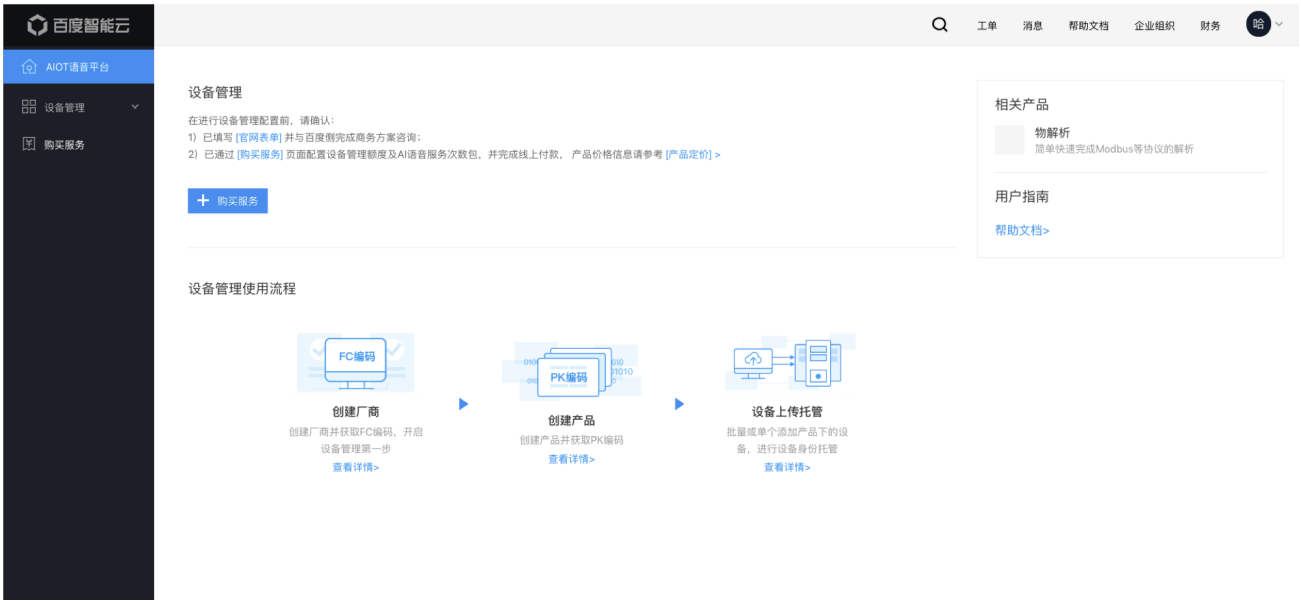 百度智能云
工单 消息 帮助文档 企业组织 财务 哈
AIOT语音平台
设备管理
购买服务
设备管理
在进行设备管理配置前，请确认：
1）已填写 [官网表单] 并与百度侧完成商务方案咨询；
2）已通过 [购买服务] 页面配置设备管理额度及AI语音服务次数包，并完成线上付款， 产品价格信息请参考 [产品定价] >
购买服务
相关产品
物解析
简单快速完成Modbus等协议的解析
用户指南
帮助文档>
设备管理使用流程
FC编码
创建厂商
创建厂商并获取FC编码，开启
设备管理第一步
查看详情>
010
010
01010
PK编码
010
创建产品
创建产品并获取PK编码
查看详情>
设备上传托管
批量或单个添加产品下的设
备，进行设备身份托管
查看详情>